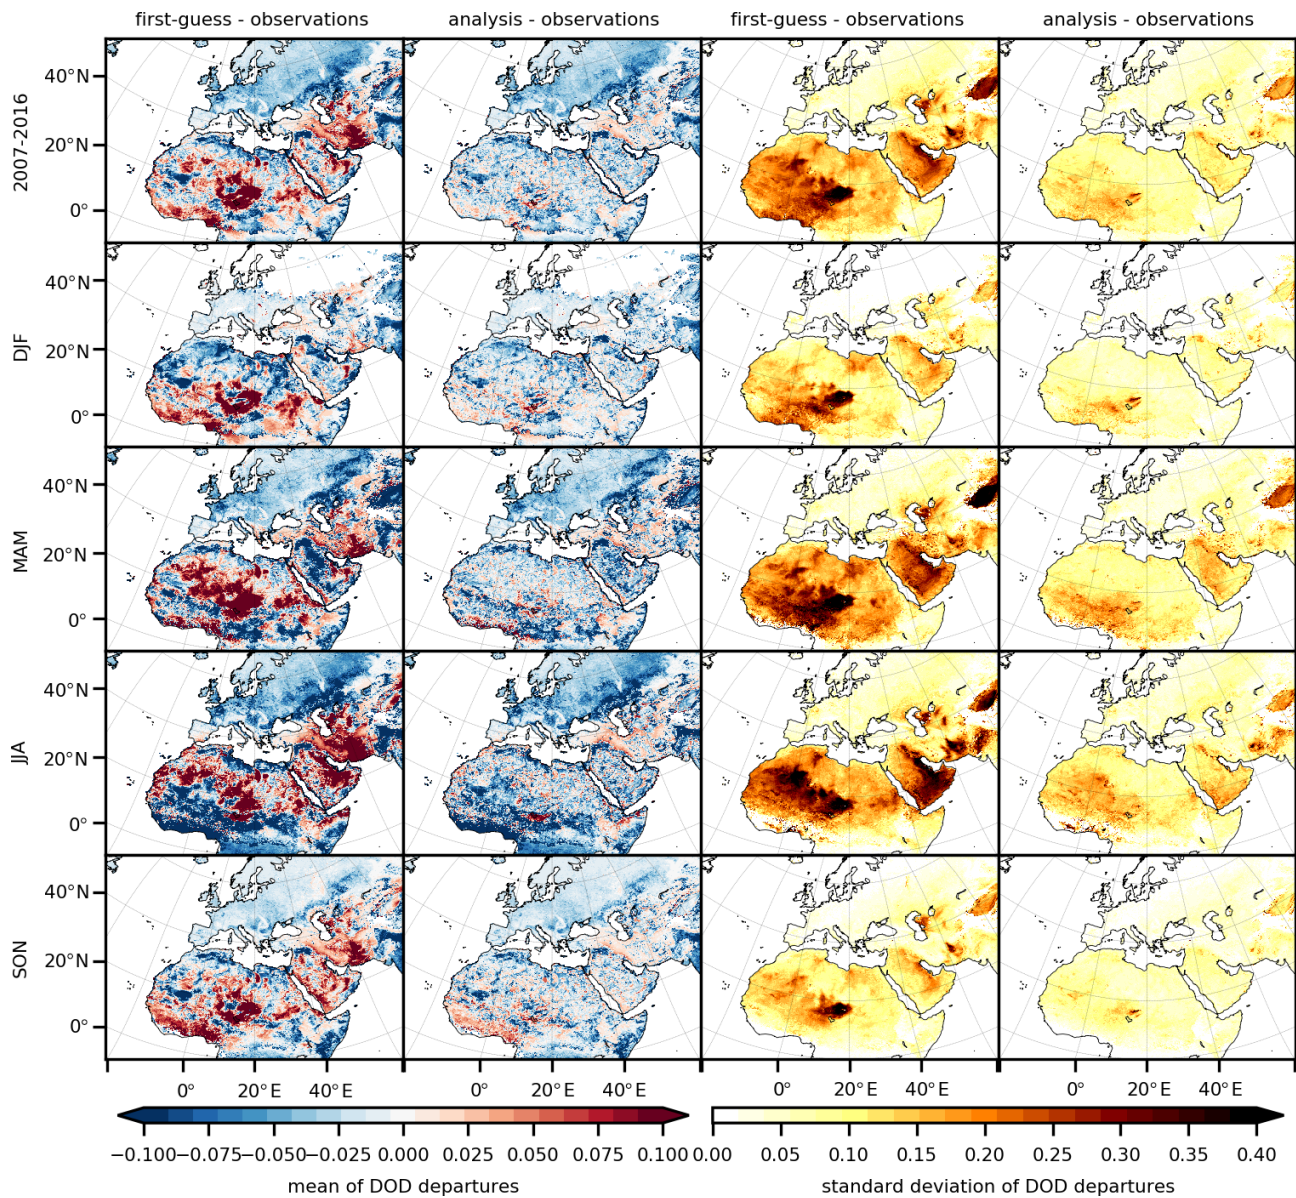 first-guess - observations analysis - observations first-guess - observations analysis - observations
2007-2016
40°N
20°N
0°
DJF
40°N
20°N
0°
MAM
40°N
20°N
0°
JJA
40°N
20°N
0°
SON
40°N
20°N
0°
0° 20°E 40°E 0° 20°E 40°E 0° 20°E 40°E 0° 20°E 40°E
−0.100 −0.075 −0.050 −0.025 0.000 0.025 0.050 0.075 0.100 0.00 0.05 0.10 0.15 0.20 0.25 0.30 0.35 0.40
mean of DOD departures standard deviation of DOD departures